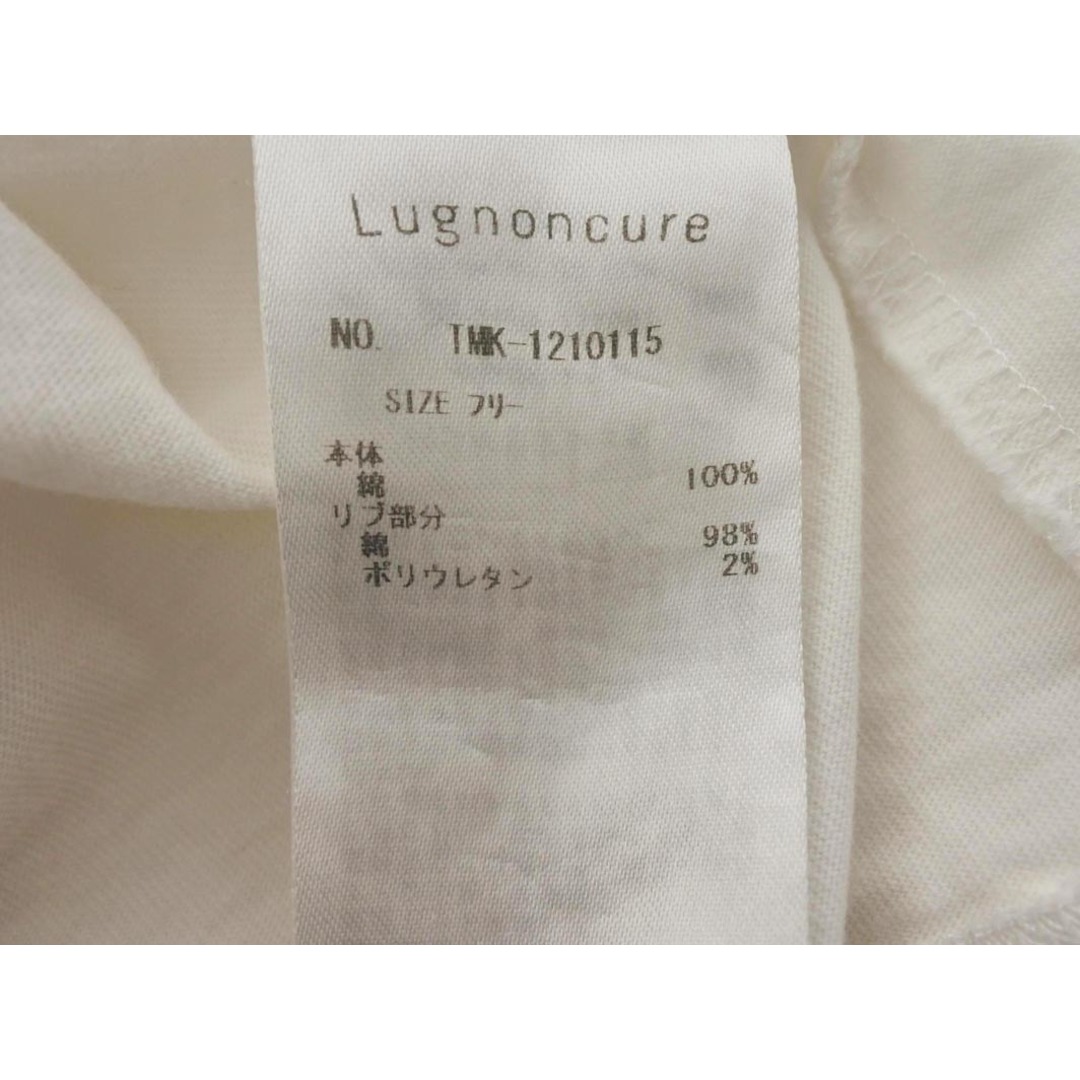 Lugnoncure
NO. TMK-1210115
SIZE フリー
本体
綿 100%
リブ部分
綿 98%
ポリウレタン 2%